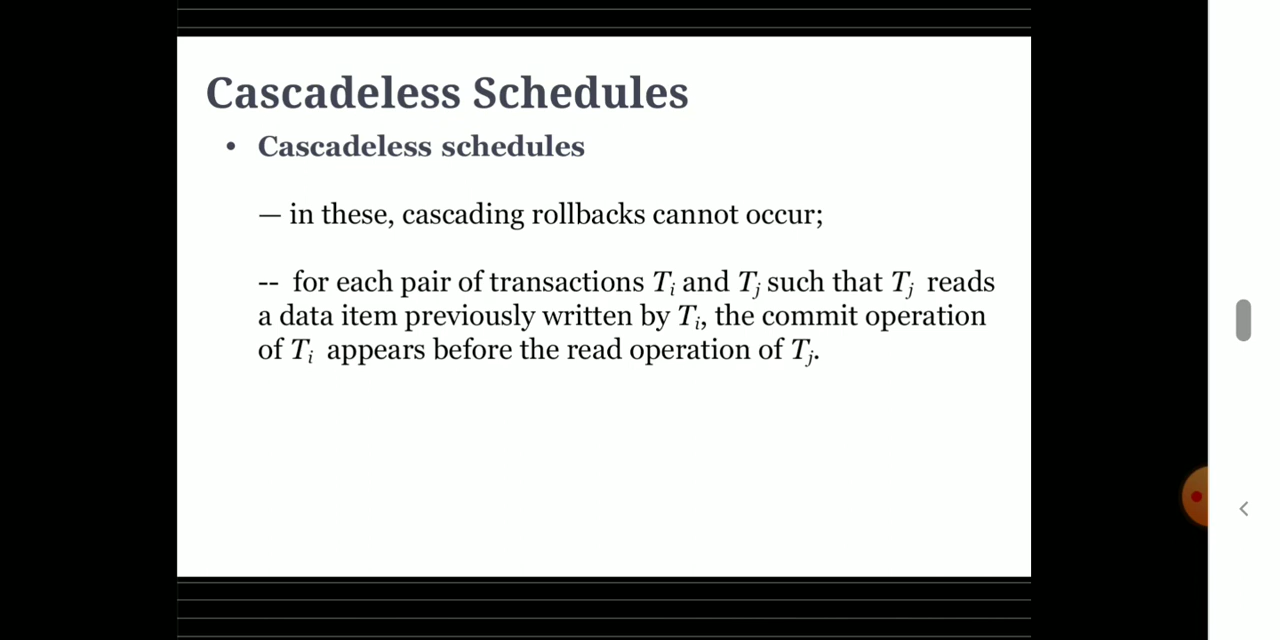 Cascadeless Schedules
• Cascadeless schedules
— in these, cascading rollbacks cannot occur;
-- for each pair of transactions Ti and Tj such that Tj reads
a data item previously written by Ti, the commit operation
of Ti appears before the read operation of Tj.